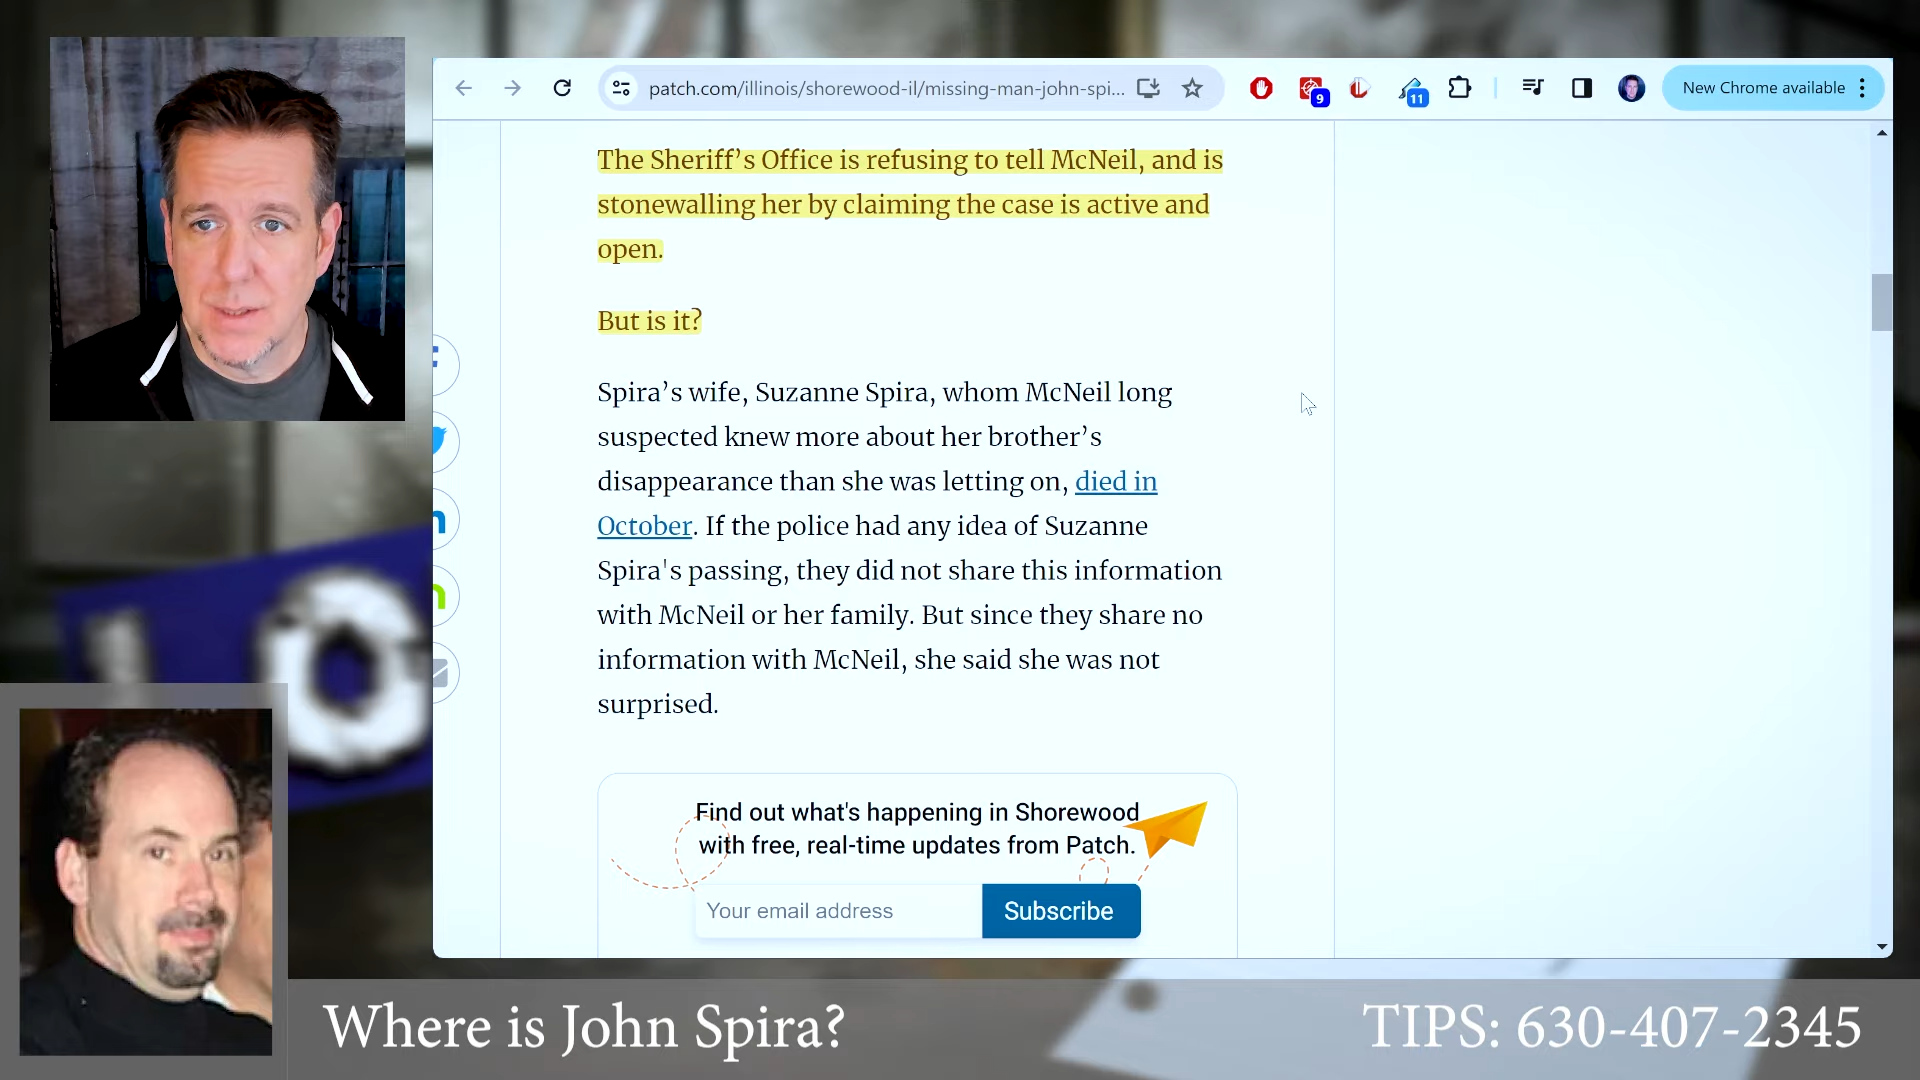 patch.com/illinois/shorewood-il/missing-man-john-spi...
9
11
New Chrome available
The Sheriff’s Office is refusing to tell McNeil, and is
stonewalling her by claiming the case is active and
open.
But is it?
Spira’s wife, Suzanne Spira, whom McNeil long
suspected knew more about her brother’s
disappearance than she was letting on, died in
October. If the police had any idea of Suzanne
Spira's passing, they did not share this information
with McNeil or her family. But since they share no
information with McNeil, she said she was not
surprised.
Find out what's happening in Shorewood
with free, real-time updates from Patch.
Your email address
Subscribe
Where is John Spira?
TIPS: 630-407-2345